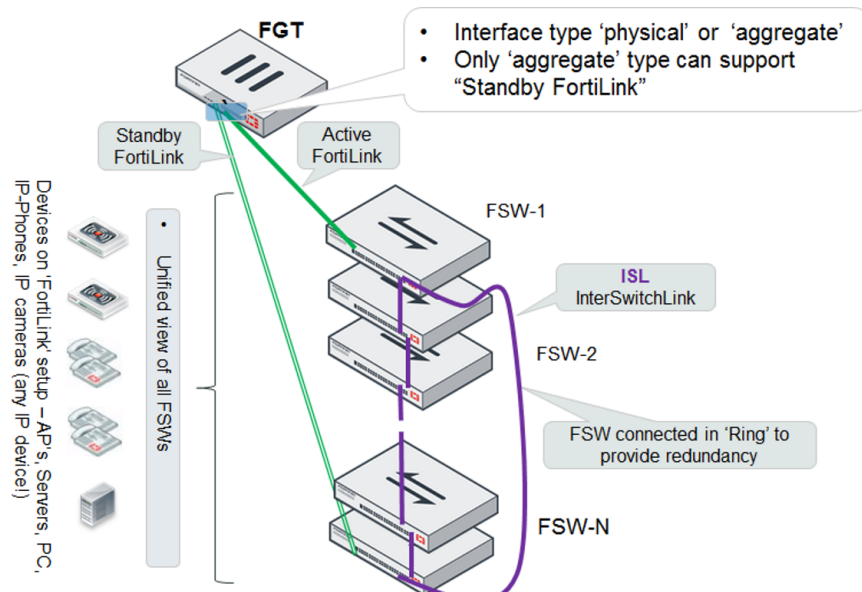 FGT
• Interface type ‘physical’ or ‘aggregate’
• Only ‘aggregate’ type can support
“Standby FortiLink”
Standby
FortiLink
Active
FortiLink
FSW-1
ISL
InterSwitchLink
FSW-2
FSW connected in ‘Ring’ to
provide redundancy
FSW-N
• Unified view of all FSWs
Devices on ‘FortiLink’ setup – AP’s, Servers, PC,
IP-Phones, IP cameras (any IP device!)